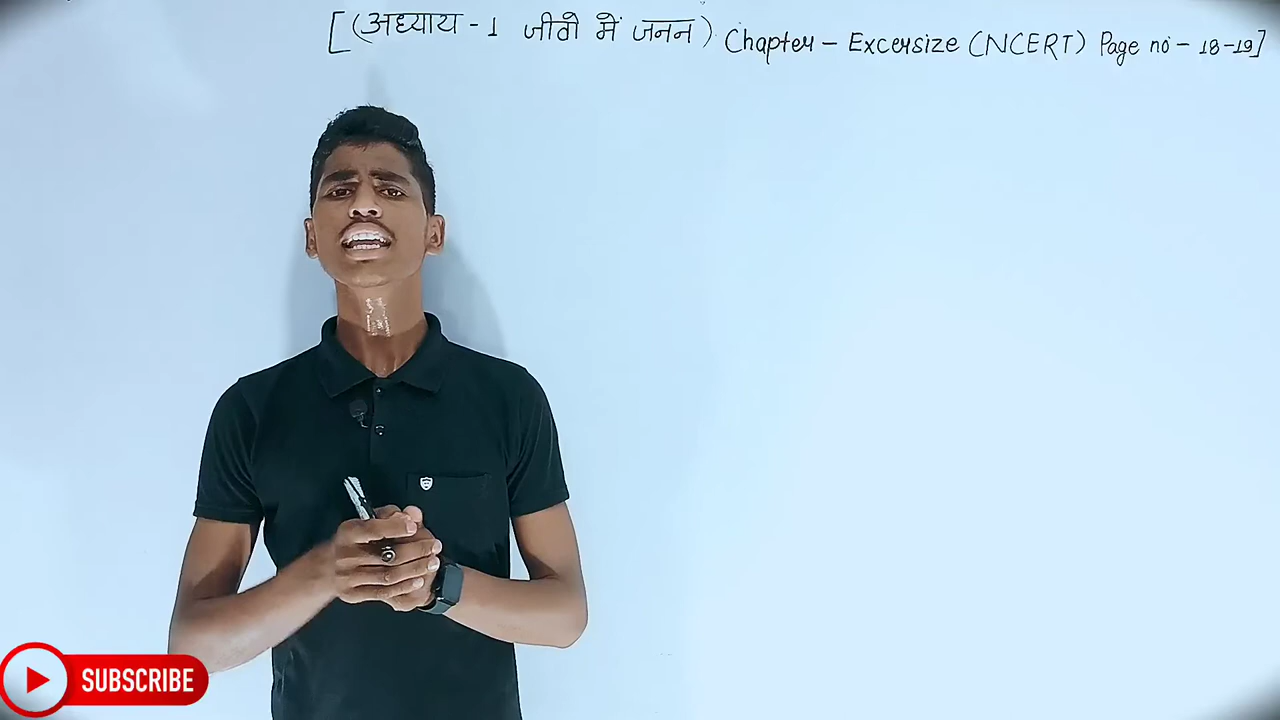 [(अध्याय - 1 जीवो में जनन) Chapter - Excersize (NCERT) Page no - 18-19]
SUBSCRIBE